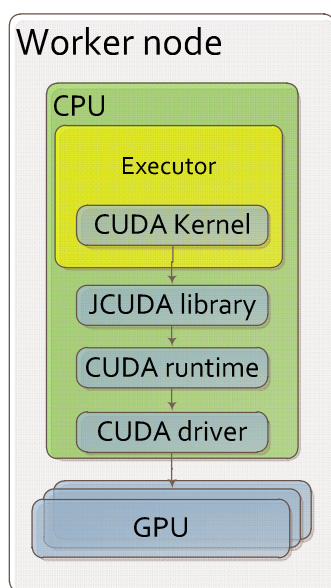 Worker node
CPU
Executor
CUDA Kernel
JCUDA library
CUDA runtime
CUDA driver
GPU